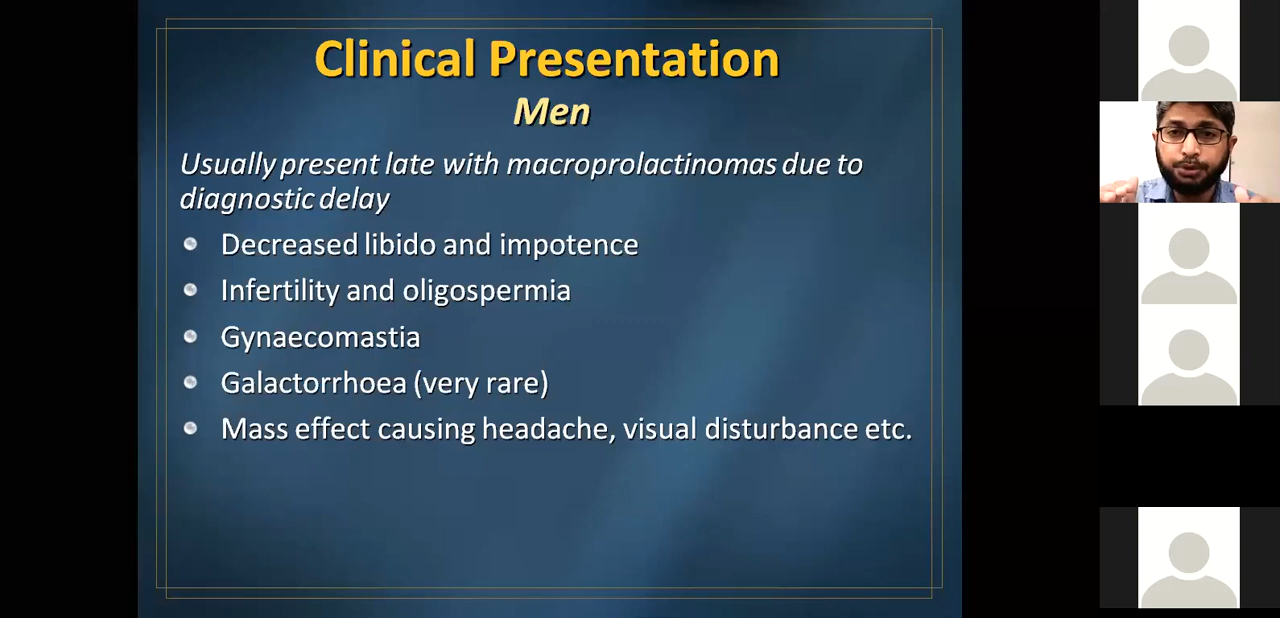 Clinical Presentation
Men
Usually present late with macroprolactinomas due to
diagnostic delay
Decreased libido and impotence
Infertility and oligospermia
Gynaecomastia
Galactorrhoea (very rare)
Mass effect causing headache, visual disturbance etc.